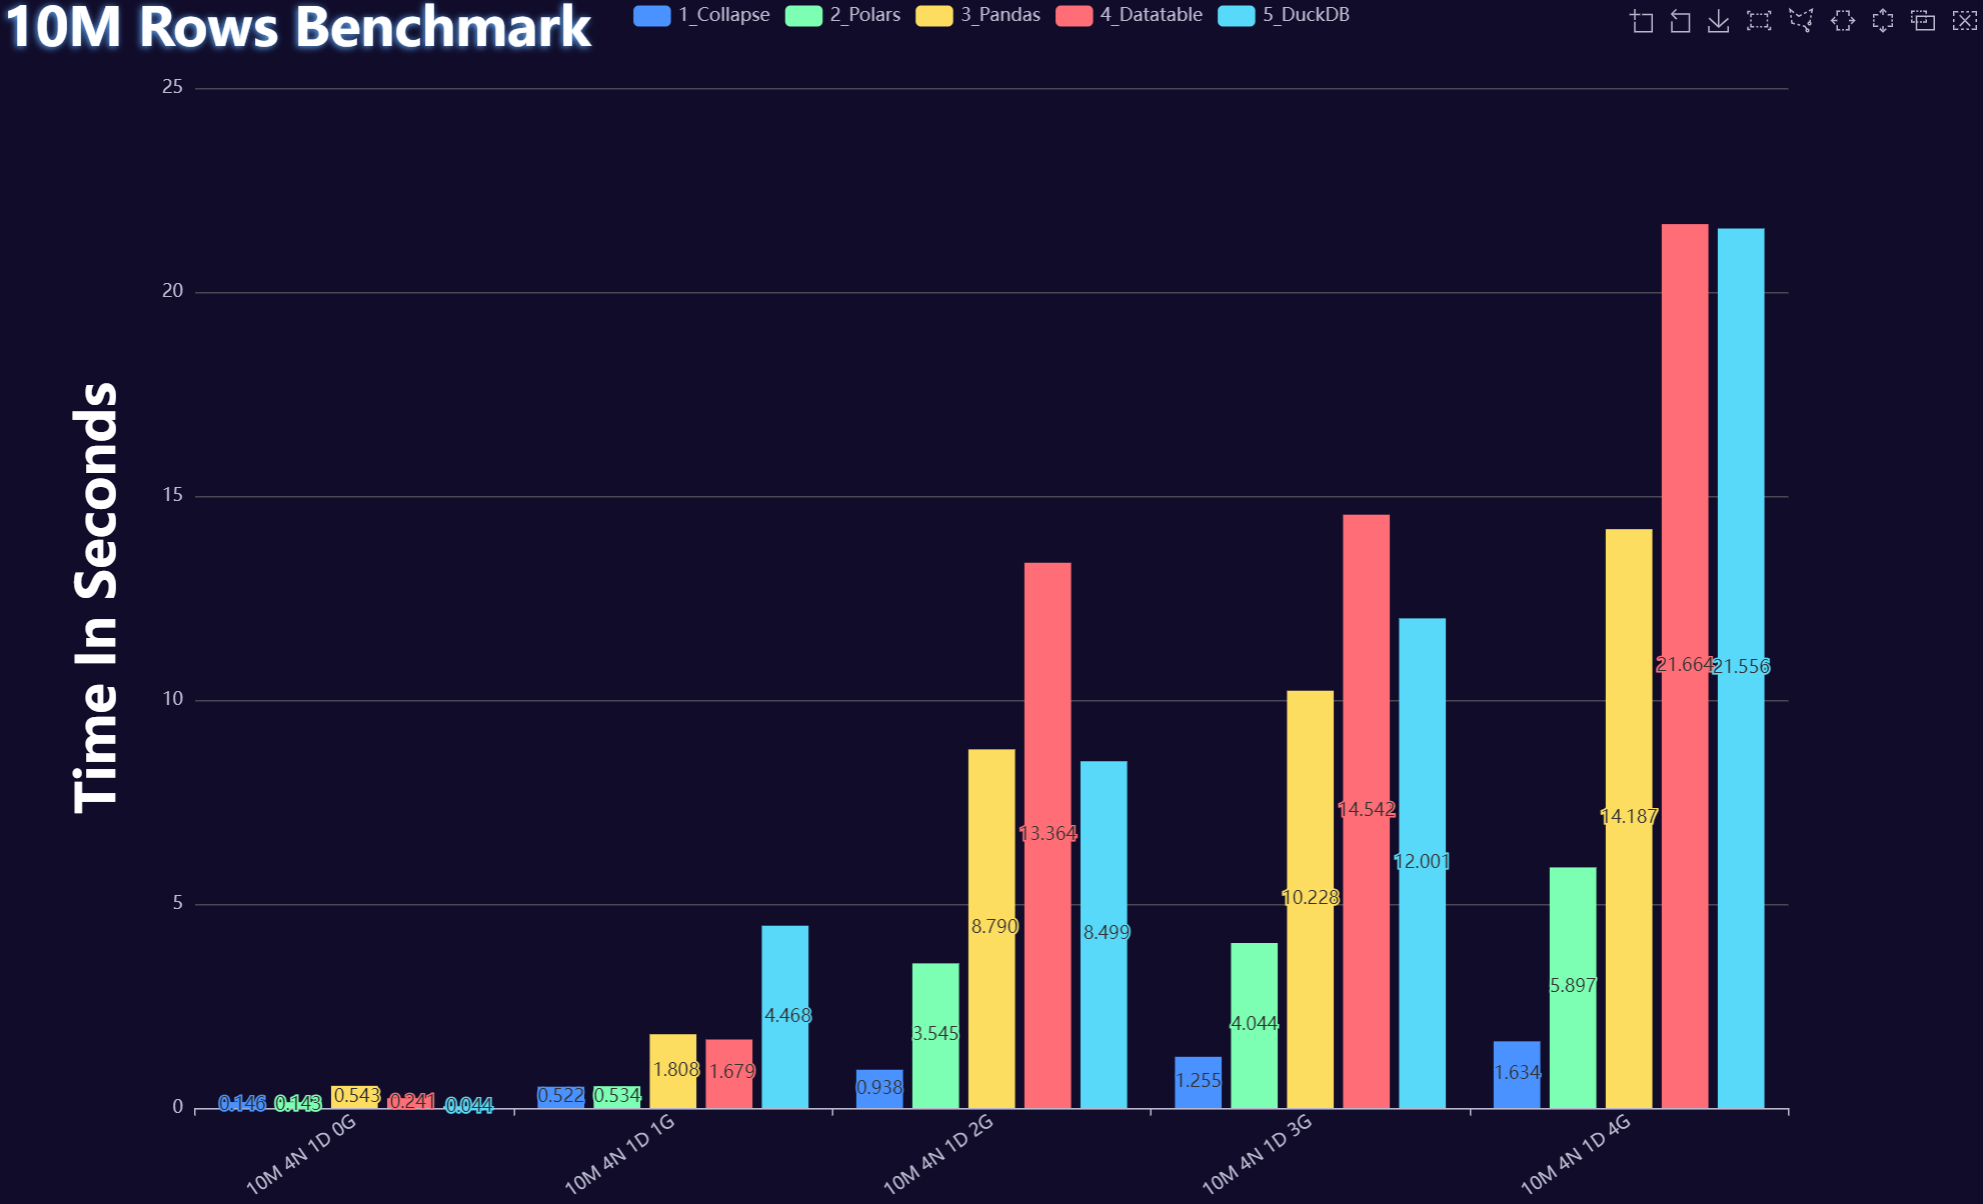 10M Rows Benchmark
1_Collapse 2_Polars 3_Pandas 4_Datatable 5_DuckDB
Time In Seconds
25
20
15
10
5
0
0.146 0.143 0.543 0.241 0.044
0.522 0.534 1.808 1.679 4.468
0.938 3.545 8.790 13.364 8.499
1.255 4.044 10.228 14.542 12.001
1.634 5.897 14.187 21.664 21.556
10M 4N 1D 0G
10M 4N 1D 1G
10M 4N 1D 2G
10M 4N 1D 3G
10M 4N 1D 4G